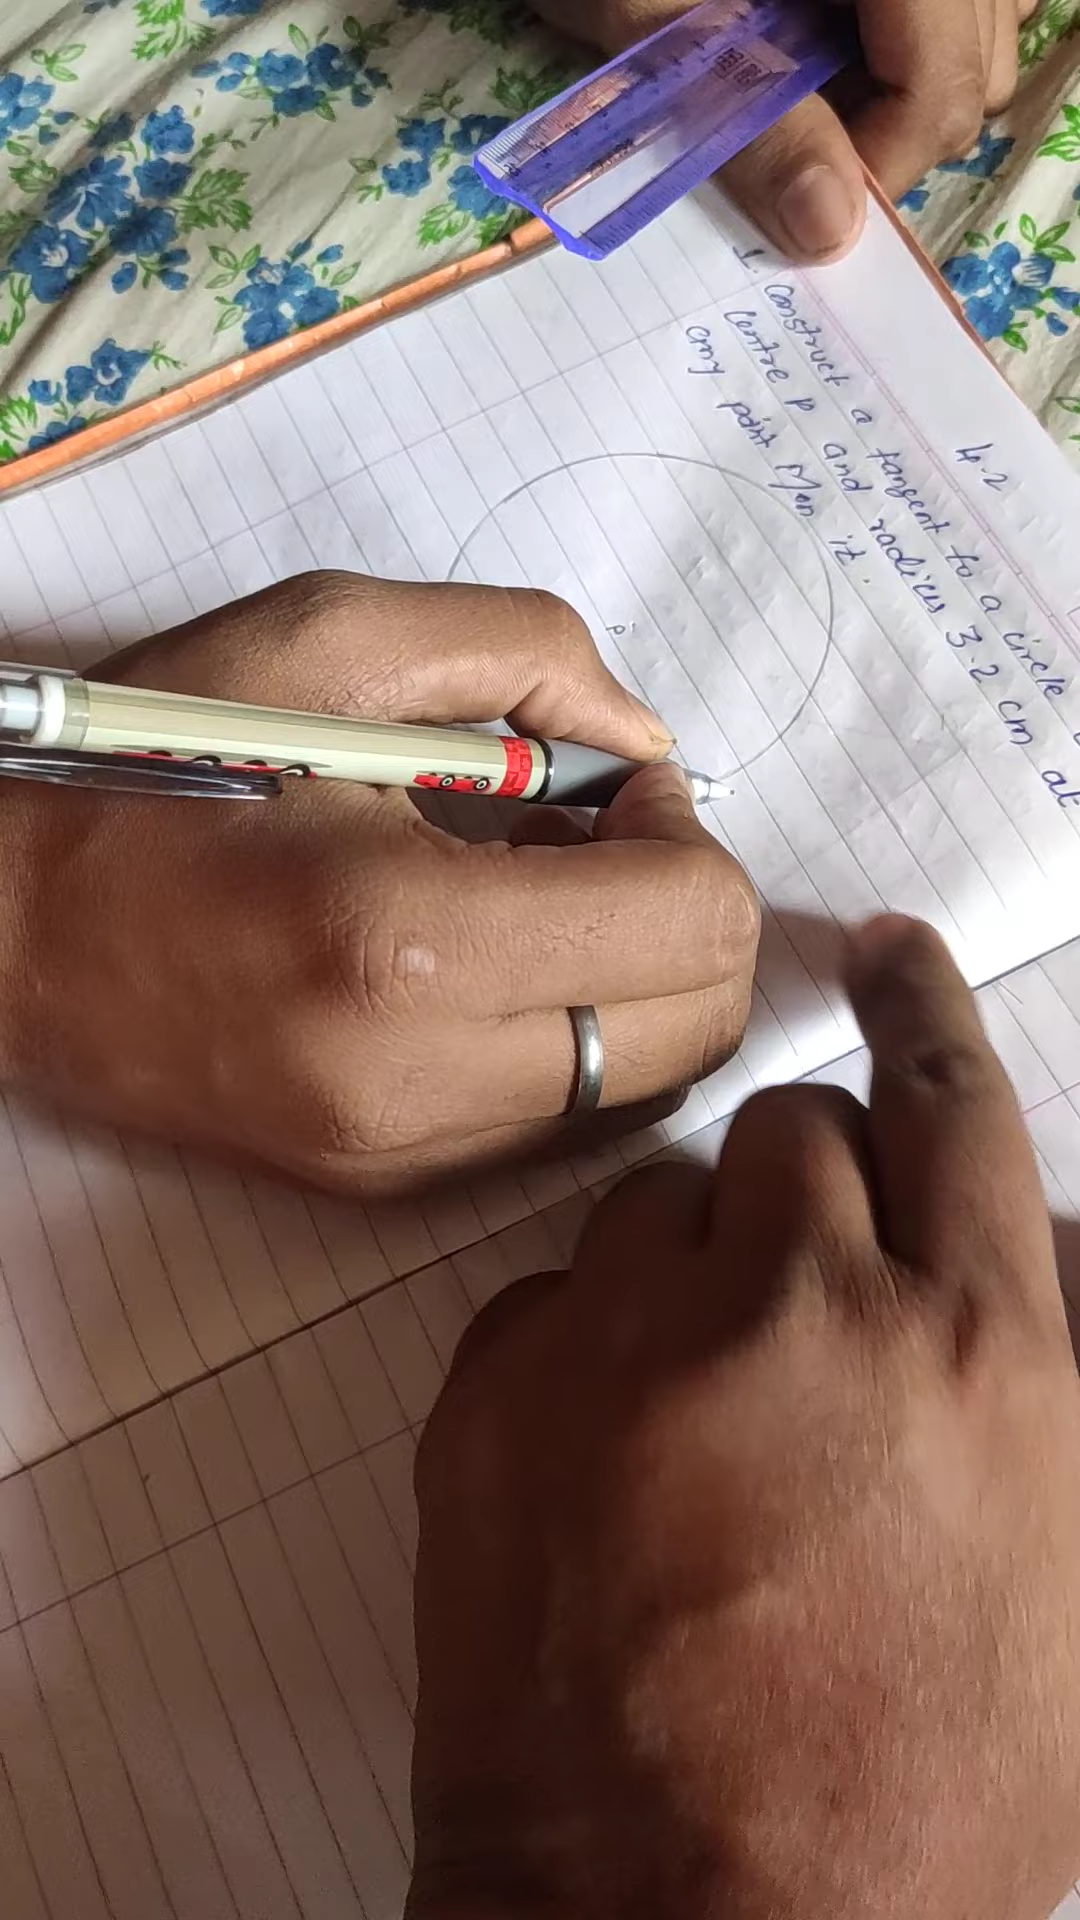 4.2
1. Construct a tangent to a circle
Centre p and radius 3.2 cm at
any point M on it.
P